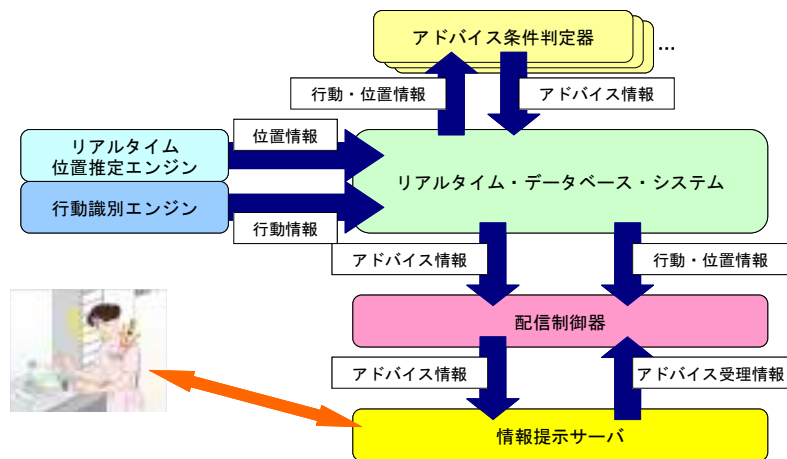 アドバイス条件判定器
...
行動・位置情報
アドバイス情報
リアルタイム
位置推定エンジン
位置情報
リアルタイム・データベース・システム
行動識別エンジン
行動情報
アドバイス情報
行動・位置情報
配信制御器
アドバイス情報
アドバイス受理情報
情報提示サーバ